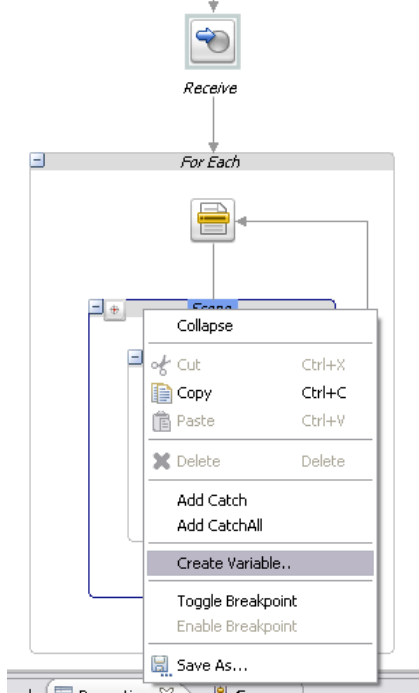 Receive
For Each
Collapse
Cut Ctrl+X
Copy Ctrl+C
Paste Ctrl+V
Delete Delete
Add Catch
Add CatchAll
Create Variable..
Toggle Breakpoint
Enable Breakpoint
Save As...